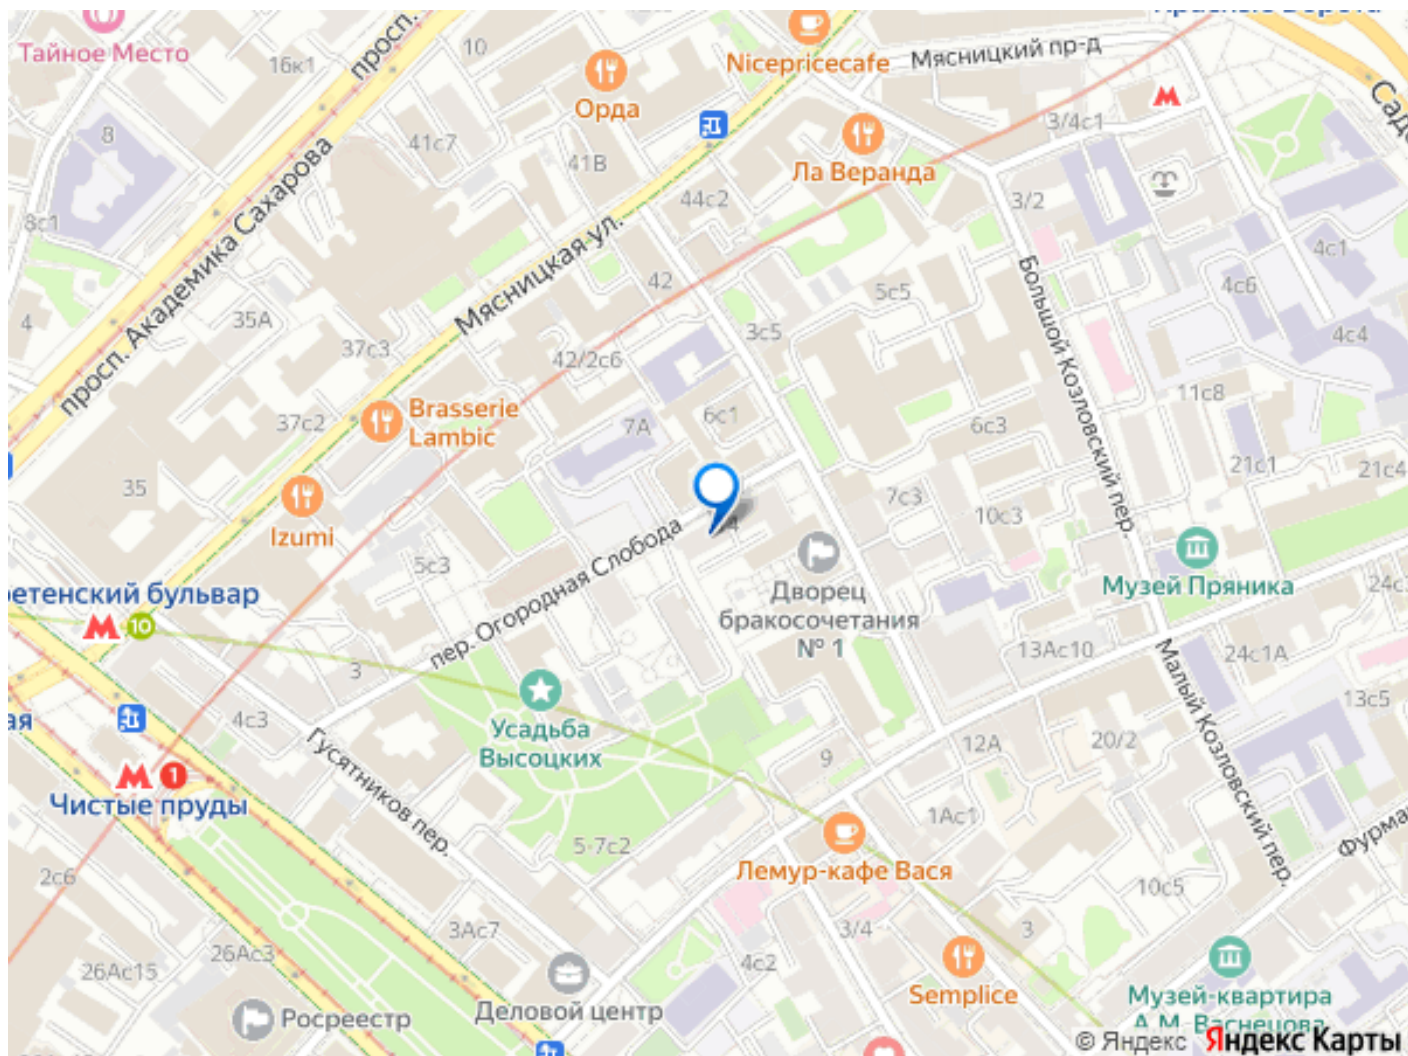 Тайное Место
16к1
просп.
10
Орда
Nicepricecafe
Мясницкий пр-д
3/4с1
8
8с1
41с7
41В
44с2
Ла Веранда
3/2
4с1
просп. Академика Сахарова
Мясницкая ул.
42
5с5
4с6
4
35А
37с3
42/2с6
3с5
Большой Козловский пер.
4с4
Brasserie
Lambic
37с2
7А
6с1
6с3
11с8
21с1
21с4
35
Izumi
7с3
10с3
4
5с3
пер. Огородная Слобода
Дворец
бракосочетания
№ 1
Музей Пряника
етенский бульвар
10
3
13Ас10
24с1А
13с5
4с3
ая
Усадьба
Высоцких
Гусятников пер.
9
12А
20/2
Малый Козловский пер.
1
Чистые пруды
5-7с2
1Ас1
Лемур-кафе Вася
Фурма
2с6
10с5
3Ас7
3/4
3
26Ас3
26Ас15
4с2
Деловой центр
Semplice
Росреестр
Музей-квартира
А.М. Васнецова
© Яндекс Яндекс Карты